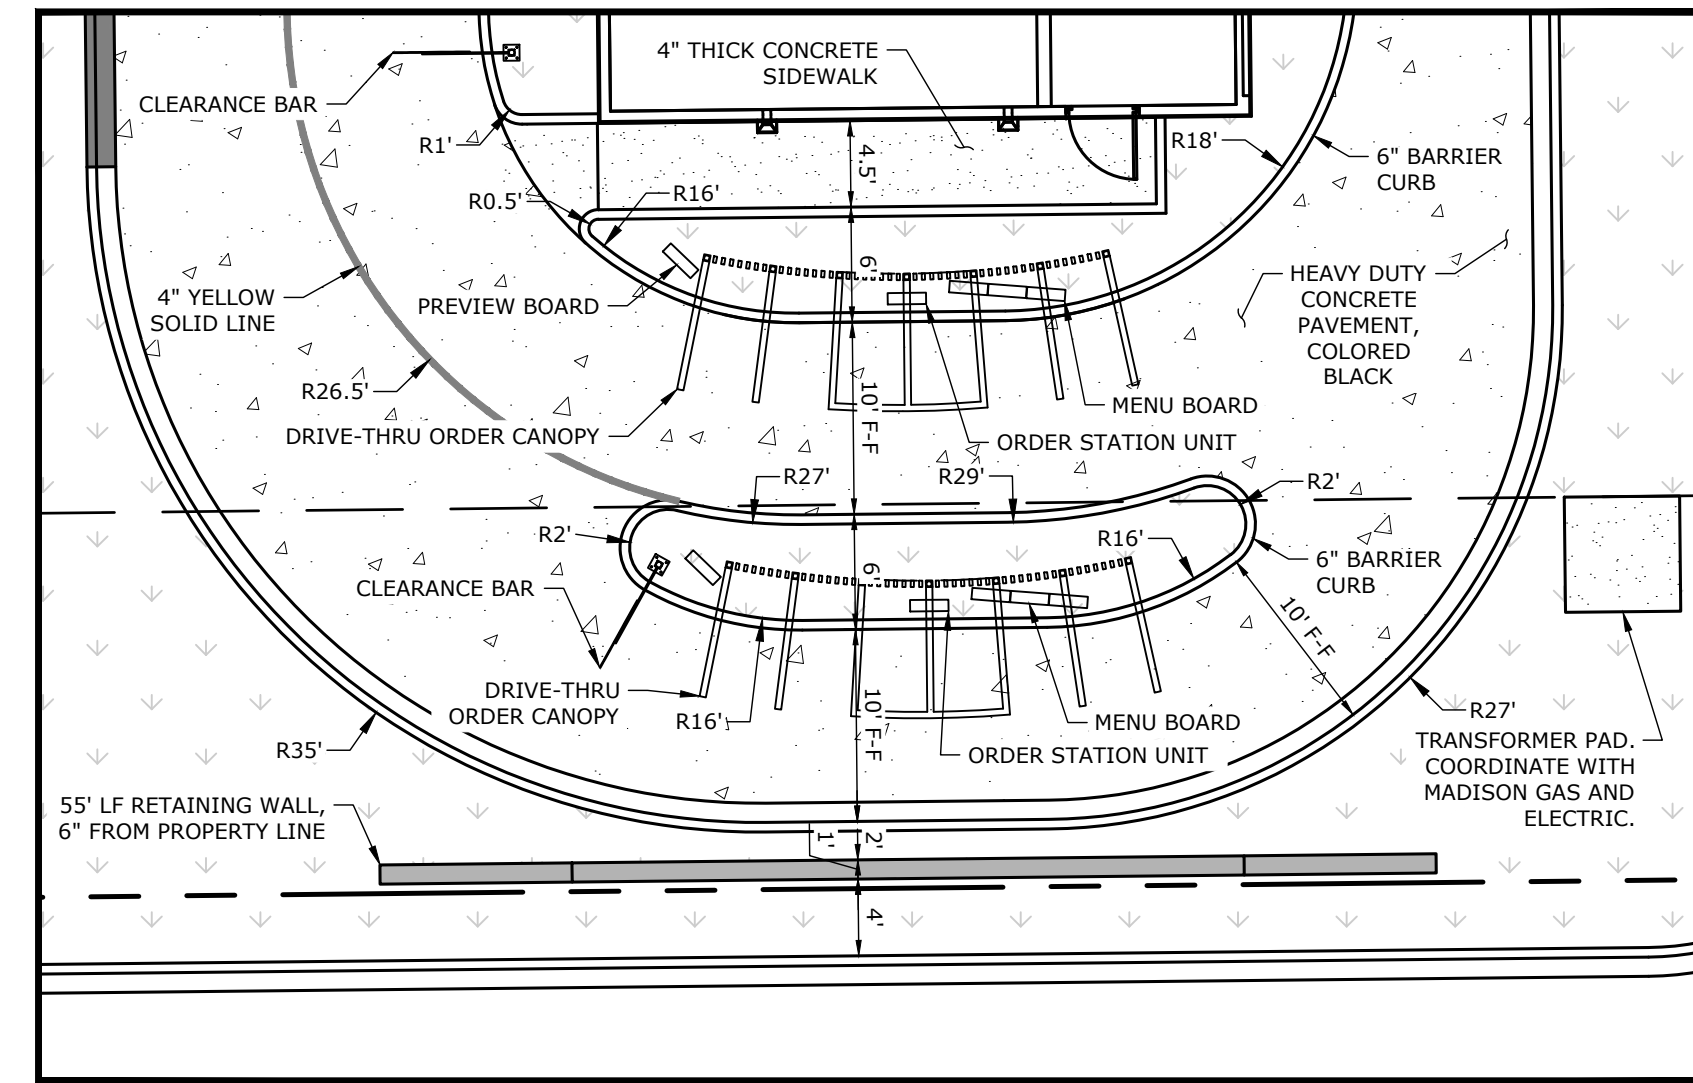 4" THICK CONCRETE
SIDEWALK
CLEARANCE BAR
R1'
4.5'
R18'
6" BARRIER
CURB
R0.5'
R16'
6'
4" YELLOW
SOLID LINE
PREVIEW BOARD
HEAVY DUTY
CONCRETE
PAVEMENT,
COLORED
BLACK
R26.5'
10' F-F
MENU BOARD
DRIVE-THRU ORDER CANOPY
ORDER STATION UNIT
R27'
R29'
R2'
R2'
R16'
6" BARRIER
CURB
6'
CLEARANCE BAR
10' F-F
DRIVE-THRU
ORDER CANOPY
R16'
10' F-F
MENU BOARD
R27'
R35'
ORDER STATION UNIT
TRANSFORMER PAD.
COORDINATE WITH
MADISON GAS AND
ELECTRIC.
55' LF RETAINING WALL,
6" FROM PROPERTY LINE
1'
2'
4'